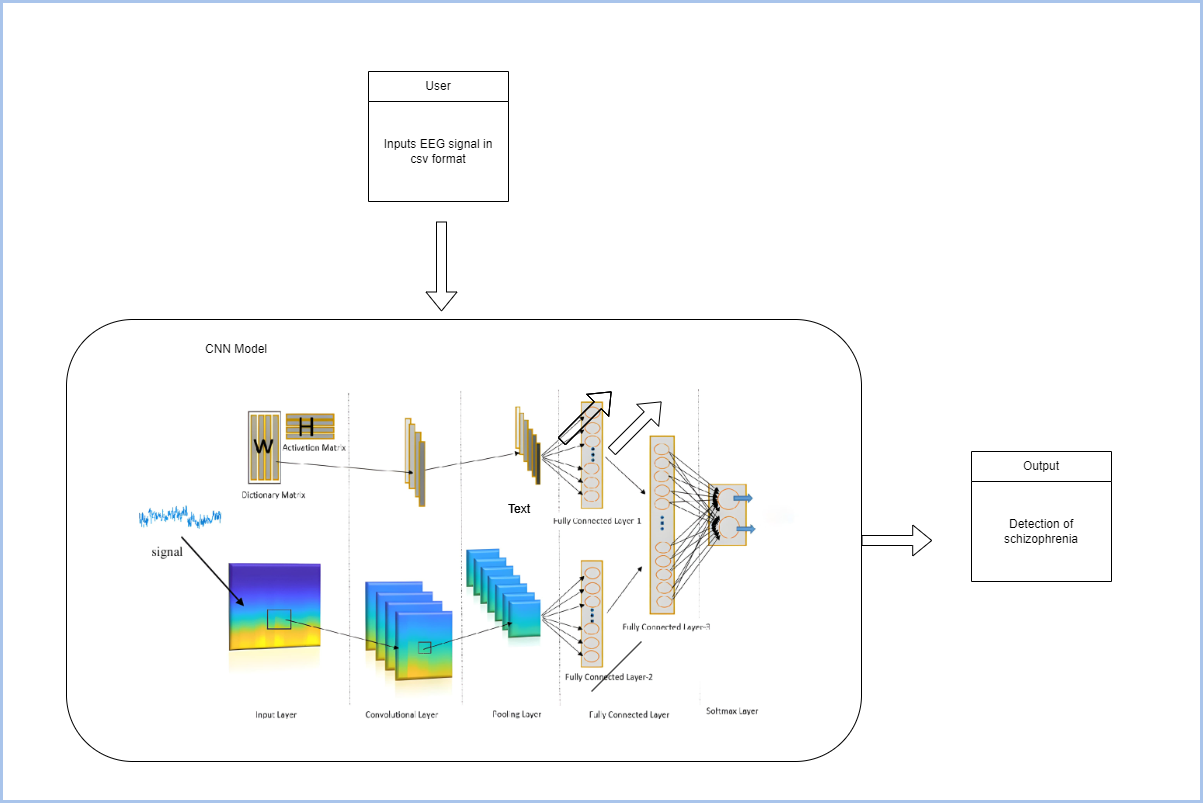 User
Inputs EEG signal in
csv format
CNN Model
W
H
Activation Matrix
Dictionary Matrix
Text
Fully Connected Layer 1
signal
Fully Connected Layer-3
Fully Connected Layer-2
Input Layer
Convolutional Layer
Pooling Layer
Fully Connected Layer
Softmax Layer
Output
Detection of
schizophrenia